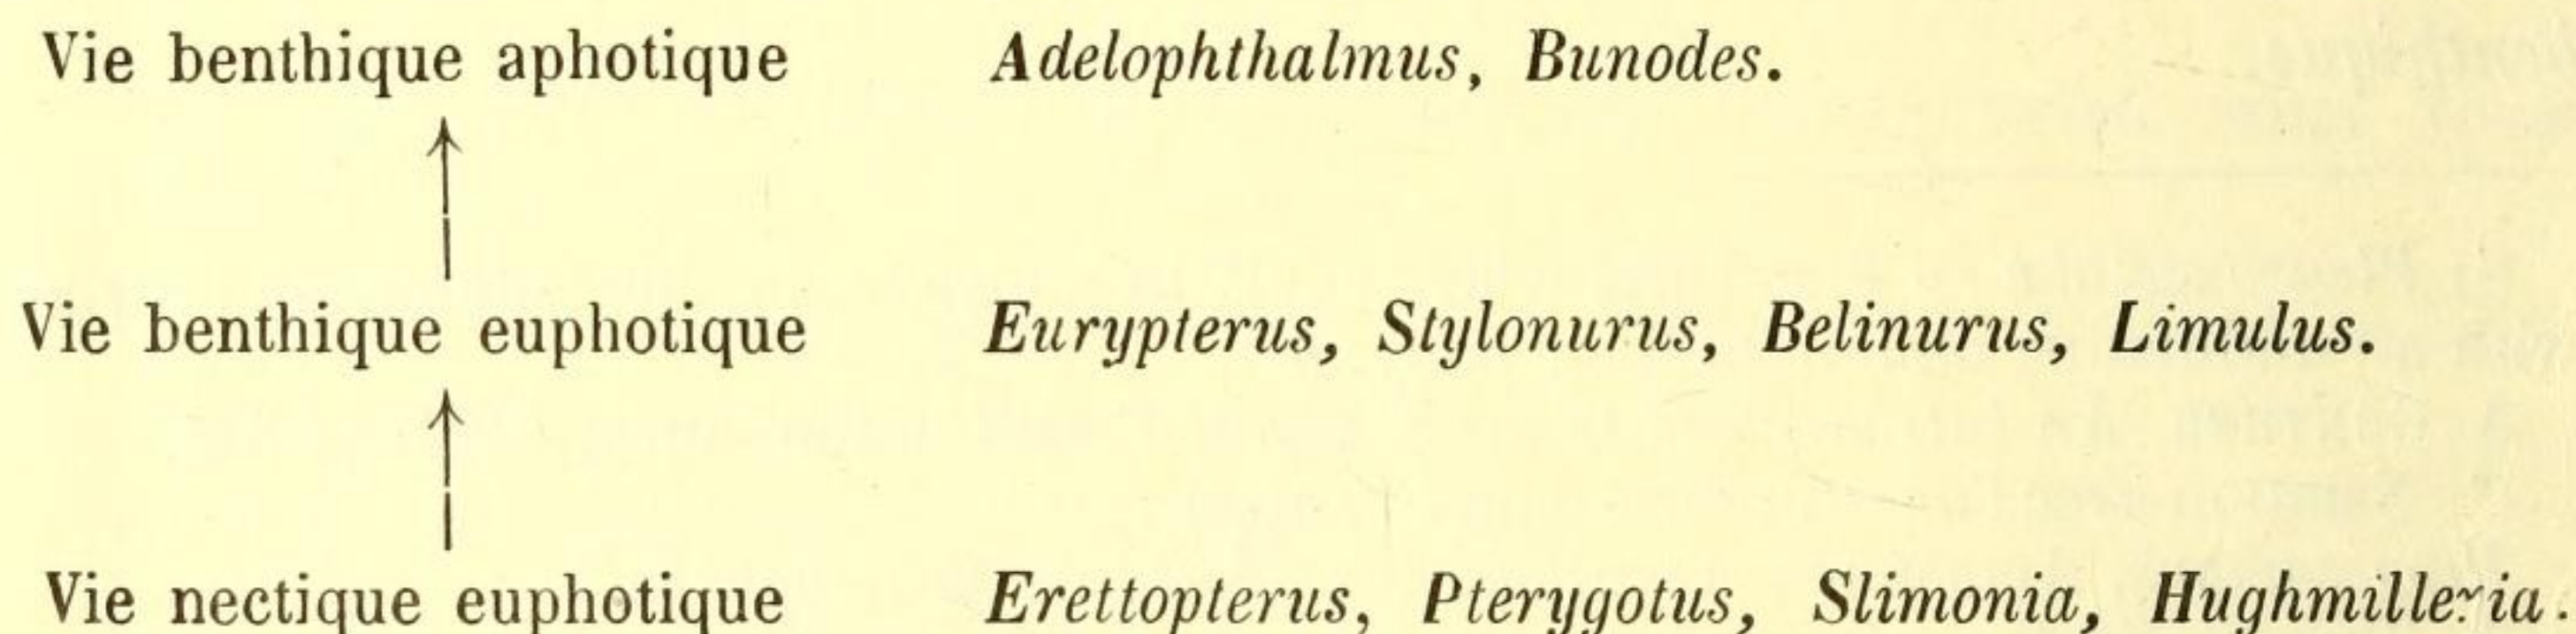 Vie benthique aphotique Adelophthalmus, Bunodes.
Vie benthique euphotique Eurypterus, Stylonurus, Belinurus, Limulus.
Vie nectique euphotique Erettopterus, Pterygotus, Slimonia, Hughmilleria.